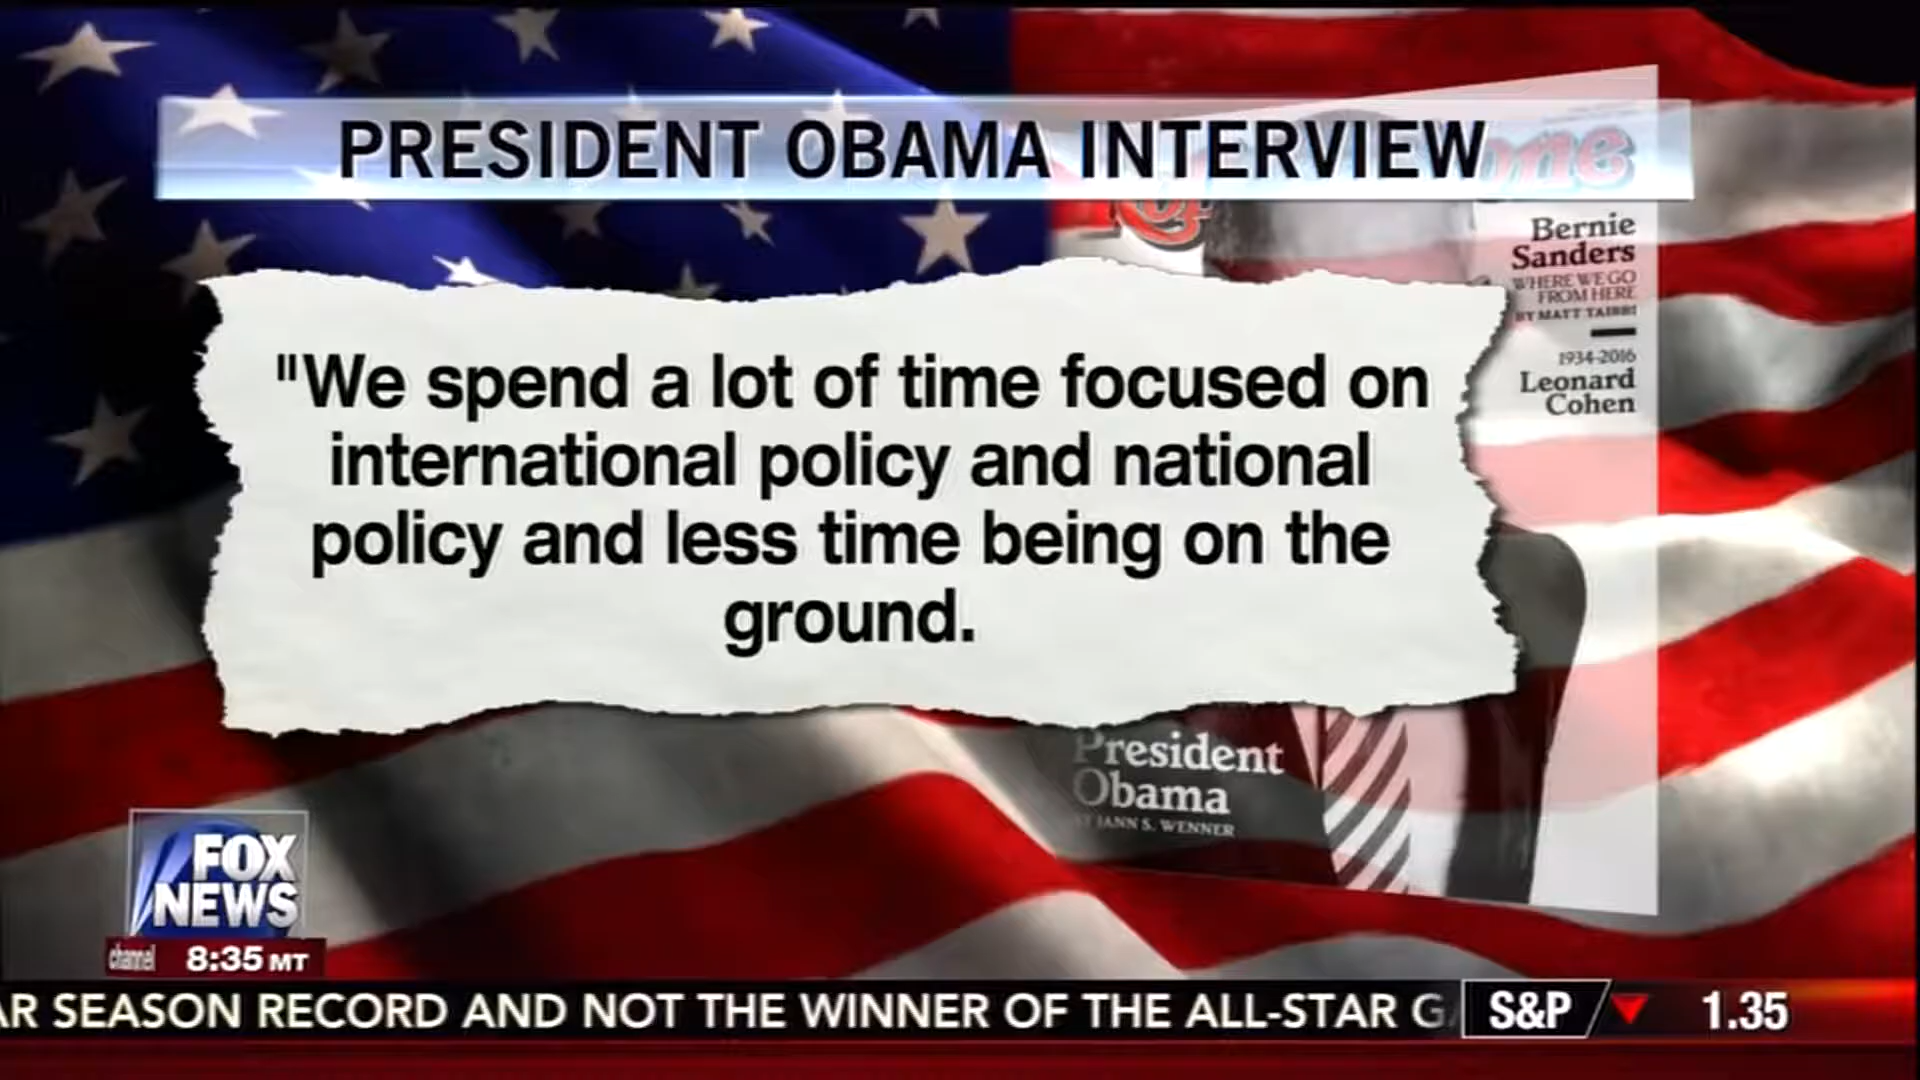 PRESIDENT OBAMA INTERVIEW
Bernie
Sanders
WHERE WE GO
FROM HERE
BY MATT TAIBBI
1934-2016
Leonard
Cohen
"We spend a lot of time focused on
international policy and national
policy and less time being on the
ground.
President
Obama
BY JANN S. WENNER
FOX
NEWS
channel 8:35 MT
AR SEASON RECORD AND NOT THE WINNER OF THE ALL-STAR G
S&P 1.35